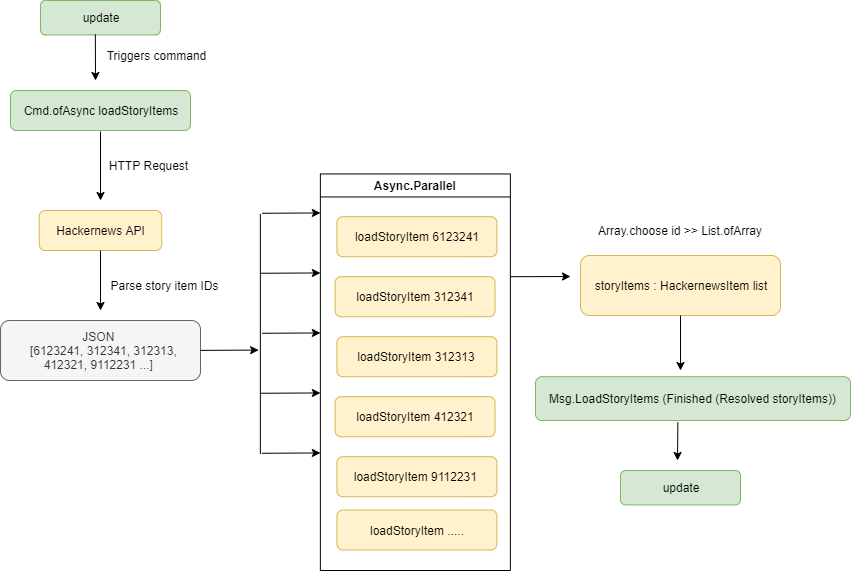 update
Triggers command
Cmd.ofAsync loadStoryItems
HTTP Request
Hackernews API
Parse story item IDs
JSON
[6123241, 312341, 312313,
412321, 9112231 ...]
Async.Parallel
loadStoryItem 6123241
loadStoryItem 312341
loadStoryItem 312313
loadStoryItem 412321
loadStoryItem 9112231
loadStoryItem .....
Array.choose id >> List.ofArray
storyItems : HackernewsItem list
Msg.LoadStoryItems (Finished (Resolved storyItems))
update